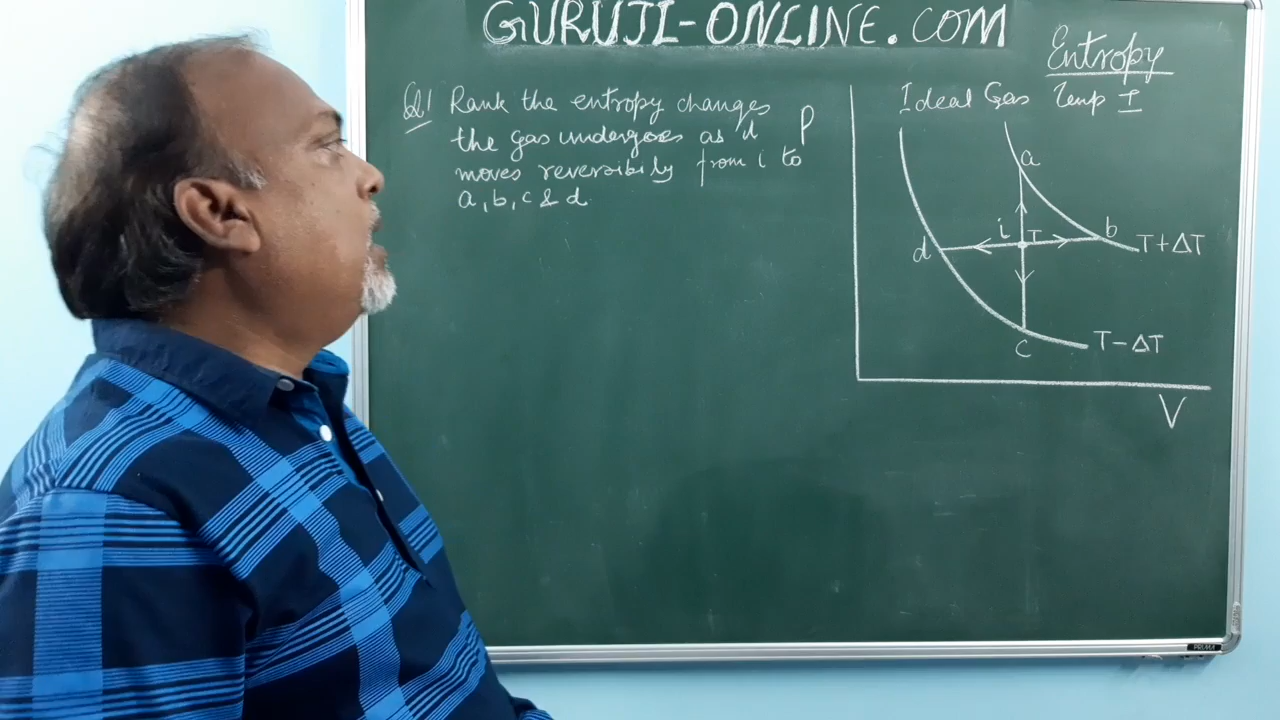 GURUJI-ONLINE.COM
Entropy
Q1 Rank the entropy changes
the gas undergoes as it
moves reversibily from i to
a, b, c & d.
Ideal Gas Temp T
P
a
i T b
T+ΔT
d
c
T-ΔT
V